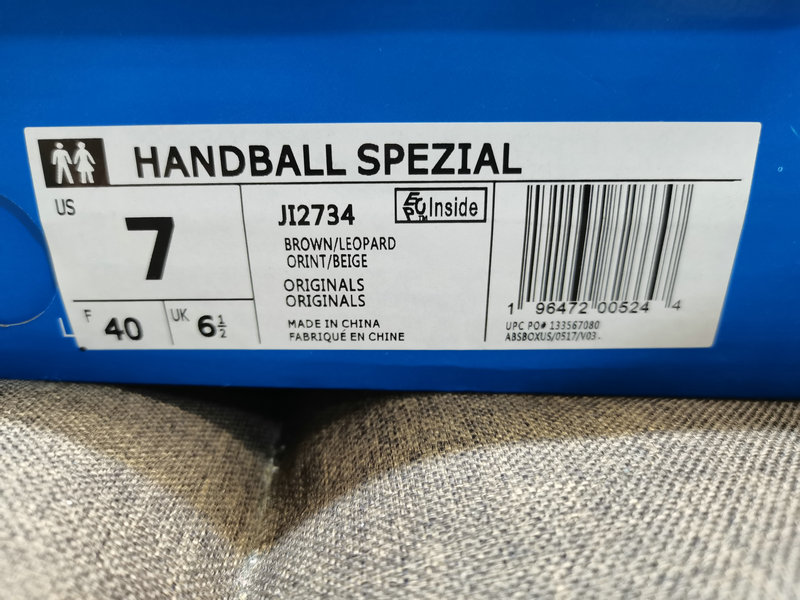 HANDBALL SPEZIAL
US
7
F
40
UK
6½
JI2734
Inside
BROWN/LEOPARD
ORINT/BEIGE
ORIGINALS
ORIGINALS
MADE IN CHINA
FABRIQUÉ EN CHINE
1 96472 00524 4
UPC PO# 133567080
ABSBOXUS/0517/V03.
L